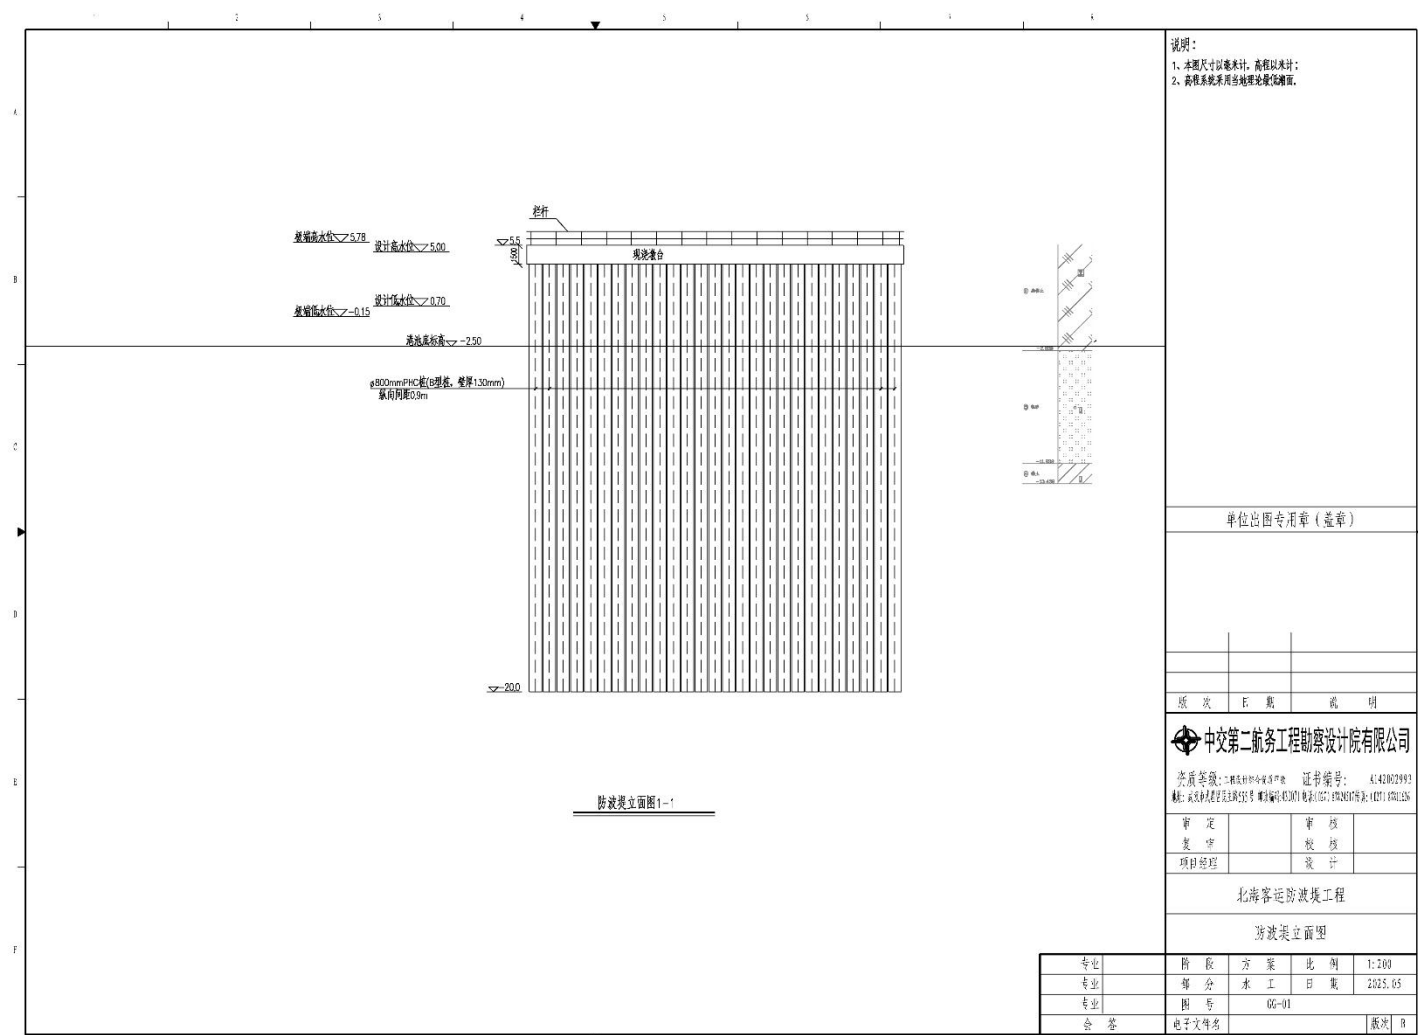 说明：
1、本图尺寸以毫米计，高程以米计；
2、高程系统采用当地理论最低潮面。
栏杆
极端高水位 5.78
设计高水位 5.00
5.5
1500
现浇墩台
设计低水位 0.70
极端低水位 -0.15
港池底标高 -2.50
ø800mmPHC桩(B型桩，壁厚130mm)
纵向间距0.9m
-20.0
防波堤立面图1-1
单位出图专用章（盖章）
版 次 日 期 说 明
中交第二航务工程勘察设计院有限公司
资质等级: 证书编号: A142002993
审 定 审 核
复 审 校 核
项目经理 设 计
北海客运防波堤工程
防波堤立面图
专业 阶 段 方 案 比 例 1:200
专业 部 分 水 工 日 期 2025.05
专业 图 号 GG-01
会 签 电子文件名 版次 B